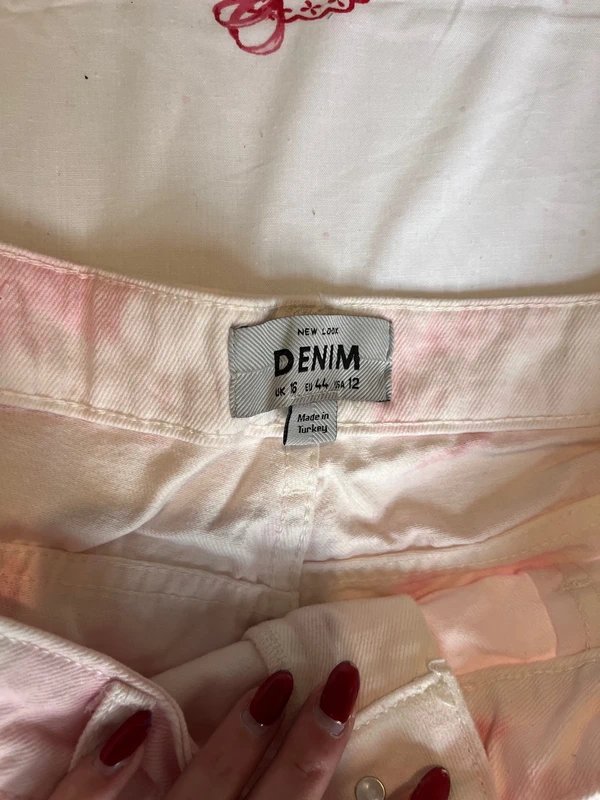 NEW LOOK
DENIM
UK 16 EU 44 USA 12
Made in
Turkey